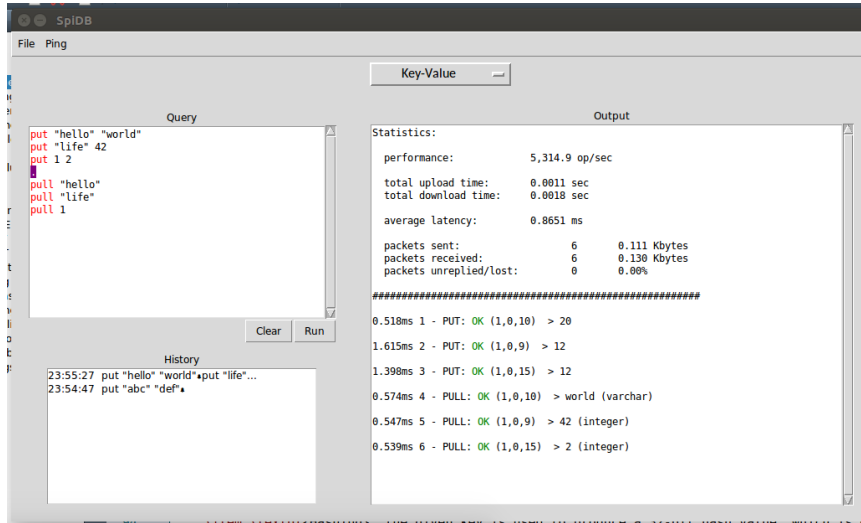 SpiDB
File Ping
Key-Value
Query
put "hello" "world"
put "life" 42
put 1 2
.
pull "hello"
pull "life"
pull 1
Clear Run
History
23:55:27 put "hello" "world" put "life"...
23:54:47 put "abc" "def"
Output
Statistics:
performance: 5,314.9 op/sec
total upload time: 0.0011 sec
total download time: 0.0018 sec
average latency: 0.8651 ms
packets sent: 6 0.111 Kbytes
packets received: 6 0.130 Kbytes
packets unreplied/lost: 0 0.00%
########################################################
0.518ms 1 - PUT: OK (1,0,10) > 20
1.615ms 2 - PUT: OK (1,0,9) > 12
1.398ms 3 - PUT: OK (1,0,15) > 12
0.574ms 4 - PULL: OK (1,0,10) > world (varchar)
0.547ms 5 - PULL: OK (1,0,9) > 42 (integer)
0.539ms 6 - PULL: OK (1,0,15) > 2 (integer)